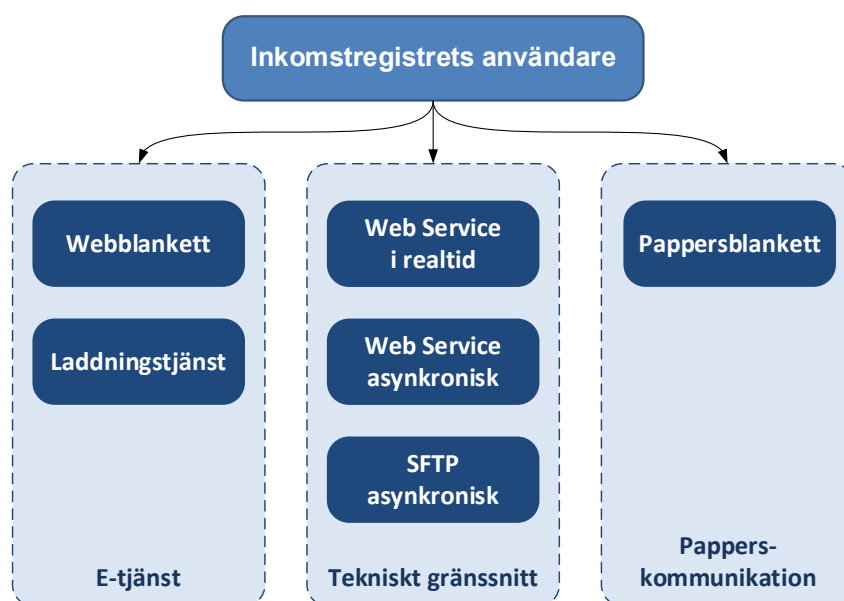 Inkomstregistrets användare
Webblankett
Laddningstjänst
E-tjänst
Web Service
i realtid
Web Service
asynkronisk
SFTP
asynkronisk
Tekniskt gränssnitt
Pappersblankett
Pappers-
kommunikation